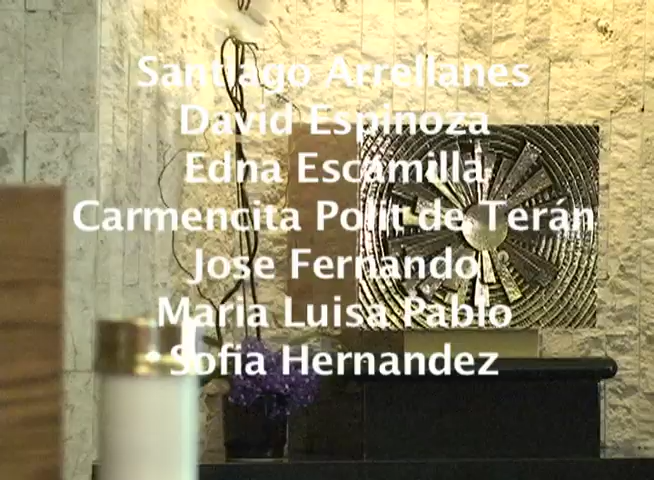 Santiago Arrellanes
David Espinoza
Edna Escamilla
Carmencita Polit de Terán
Jose Fernando
Maria Luisa Pablo
Sofia Hernandez